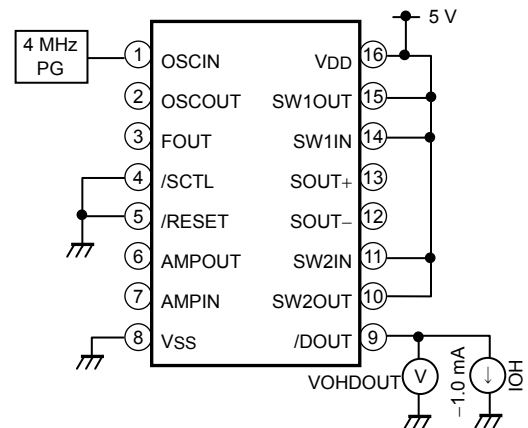 5 V
4 MHz
PG
1 OSCIN
2 OSCOUT
3 FOUT
4 /SCTL
5 /RESET
6 AMPOUT
7 AMPIN
8 VSS
VDD 16
SW1OUT 15
SW1IN 14
SOUT+ 13
SOUT− 12
SW2IN 11
SW2OUT 10
/DOUT 9
VOHDOUT
V
−1.0 mA
↓
IOH